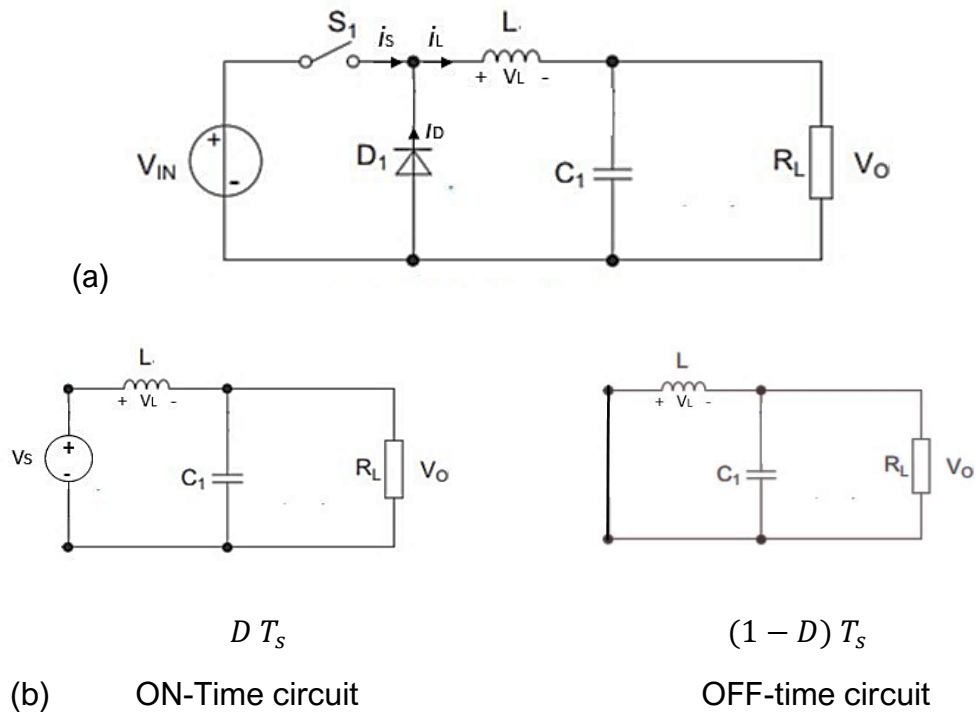 S1 iS iL L
+ VL -
VIN + -
D1 iD
C1
RL VO
(a)
L
+ VL -
Vs + -
C1
RL VO
L
+ VL -
C1
RL VO
D Ts
(1 − D) Ts
(b) ON-Time circuit OFF-time circuit